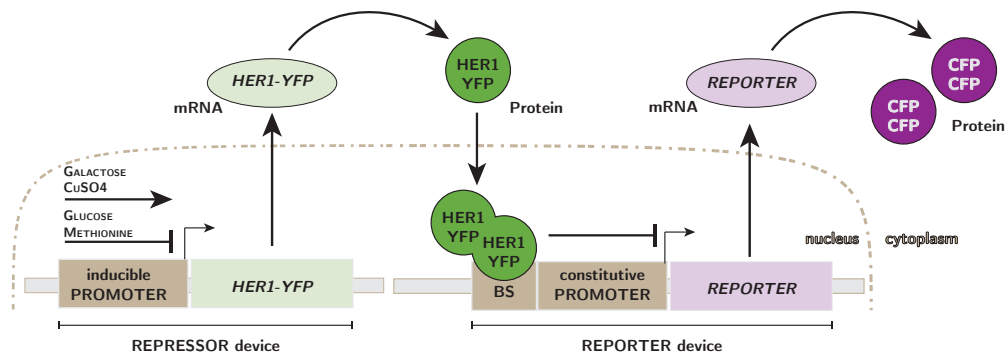 HER1-YFP
mRNA
HER1
YFP
Protein
REPORTER
mRNA
CFP
CFP
CFP
CFP
Protein
GALACTOSE
CUSO4
GLUCOSE
METHIONINE
HER1
YFP
HER1
YFP
nucleus cytoplasm
inducible
PROMOTER
HER1-YFP
BS
constitutive
PROMOTER
REPORTER
REPRESSOR device
REPORTER device